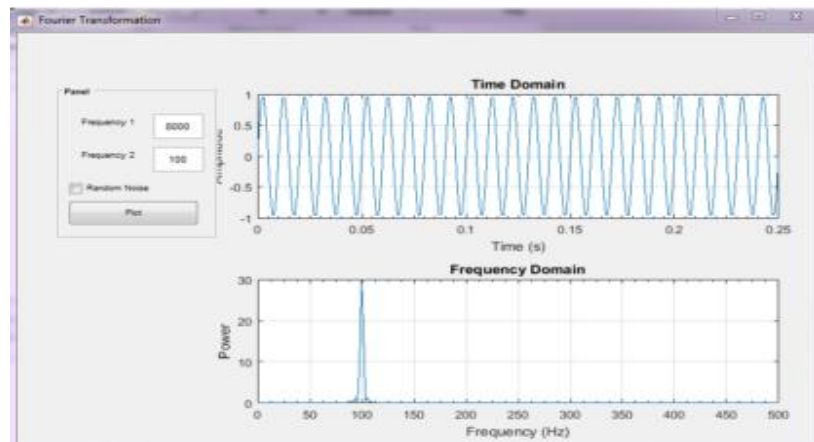 Fourier Transformation
Panel
Frequency 1
8000
Frequency 2
100
Random Noise
Plot
Time Domain
1
0.5
0
-0.5
-1
Amplitude
0
0.05
0.1
0.15
0.2
0.25
Time (s)
Frequency Domain
30
20
10
0
Power
0
50
100
150
200
250
300
350
400
450
500
Frequency (Hz)